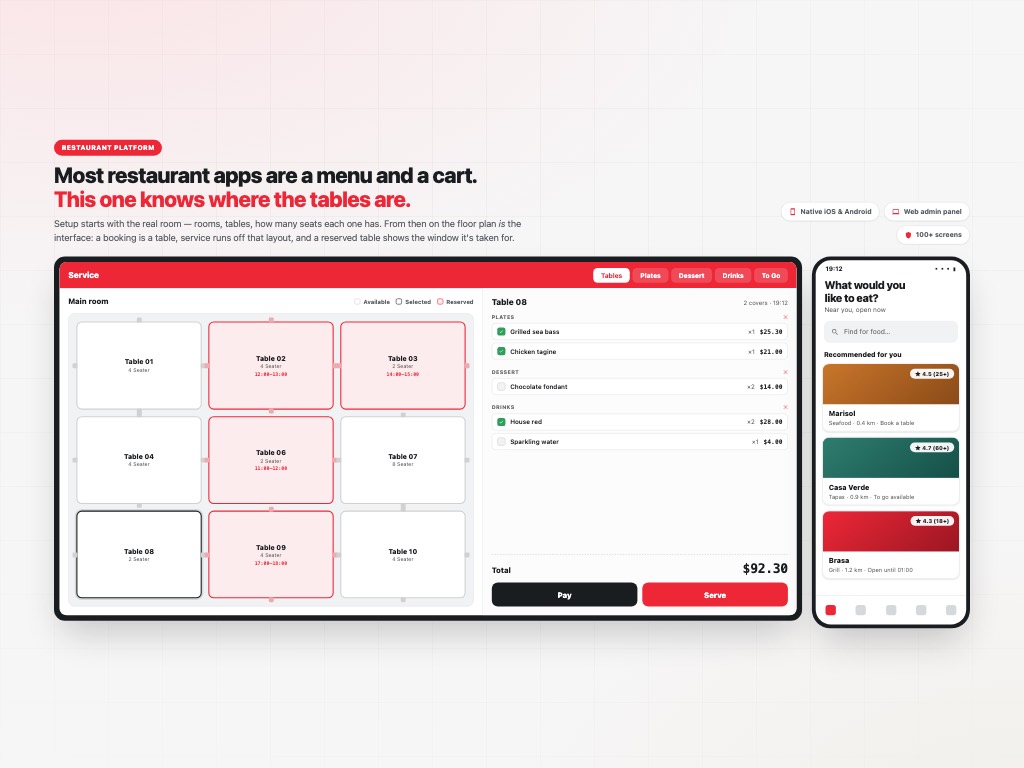 RESTAURANT PLATFORM
Most restaurant apps are a menu and a cart.
This one knows where the tables are.
Setup starts with the real room — rooms, tables, how many seats each one has. From then on the floor plan is the
interface: a booking is a table, service runs off that layout, and a reserved table shows the window it's taken for.
Native iOS & Android
Web admin panel
100+ screens
Service
Tables
Plates
Dessert
Drinks
To Go
Main room
Available
Selected
Reserved
Table 01
4 Seater
Table 02
4 Seater
12:00–13:00
Table 03
2 Seater
14:00–15:00
Table 04
4 Seater
Table 06
2 Seater
11:00–12:00
Table 07
8 Seater
Table 08
2 Seater
Table 09
4 Seater
17:00–18:00
Table 10
4 Seater
Table 08
2 covers · 19:12
PLATES
Grilled sea bass ×1 $25.30
Chicken tagine ×1 $21.00
DESSERT
Chocolate fondant ×2 $14.00
DRINKS
House red ×2 $28.00
Sparkling water ×1 $4.00
Total $92.30
Pay
Serve
19:12
What would you
like to eat?
Near you, open now
Find for food...
Recommended for you
★ 4.5 (25+)
Marisol
Seafood · 0.4 km · Book a table
★ 4.7 (60+)
Casa Verde
Tapas · 0.9 km · To go available
★ 4.3 (18+)
Brasa
Grill · 1.2 km · Open until 01:00